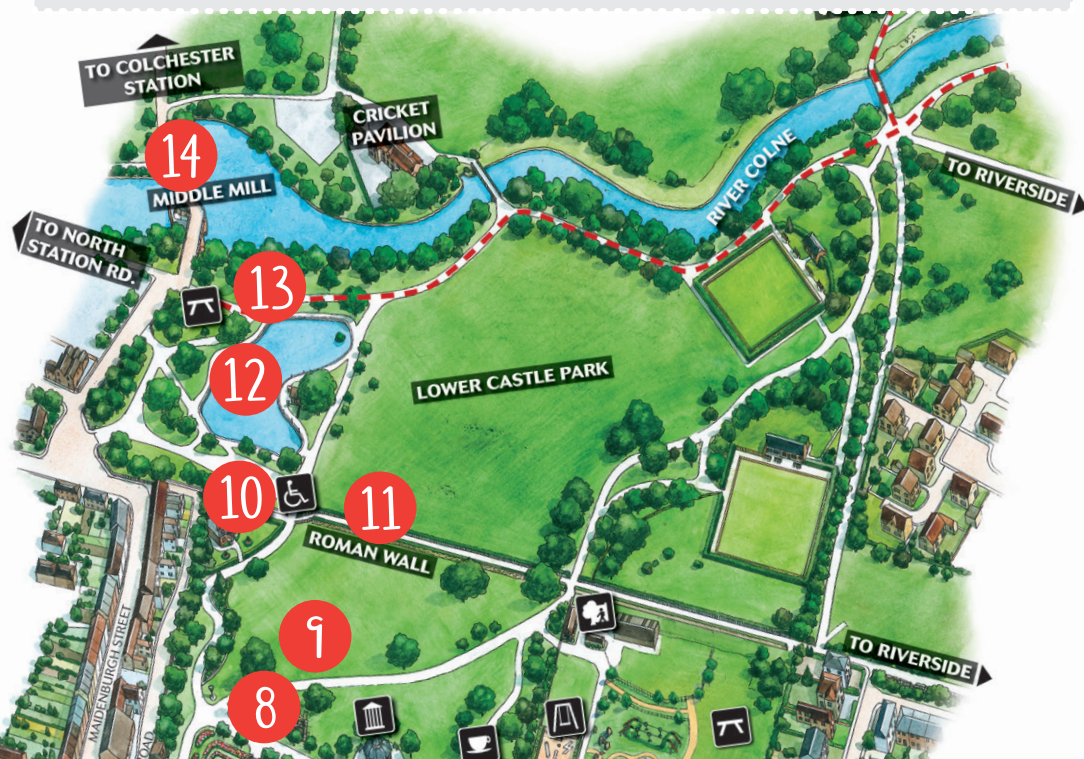 TO COLCHESTER
STATION
CRICKET
PAVILION
14
MIDDLE MILL
RIVER COLNE
TO RIVERSIDE
TO NORTH
STATION RD.
13
12
LOWER CASTLE PARK
10
11
ROMAN WALL
MAIDENBURGH STREET
9
TO RIVERSIDE
8
OAD